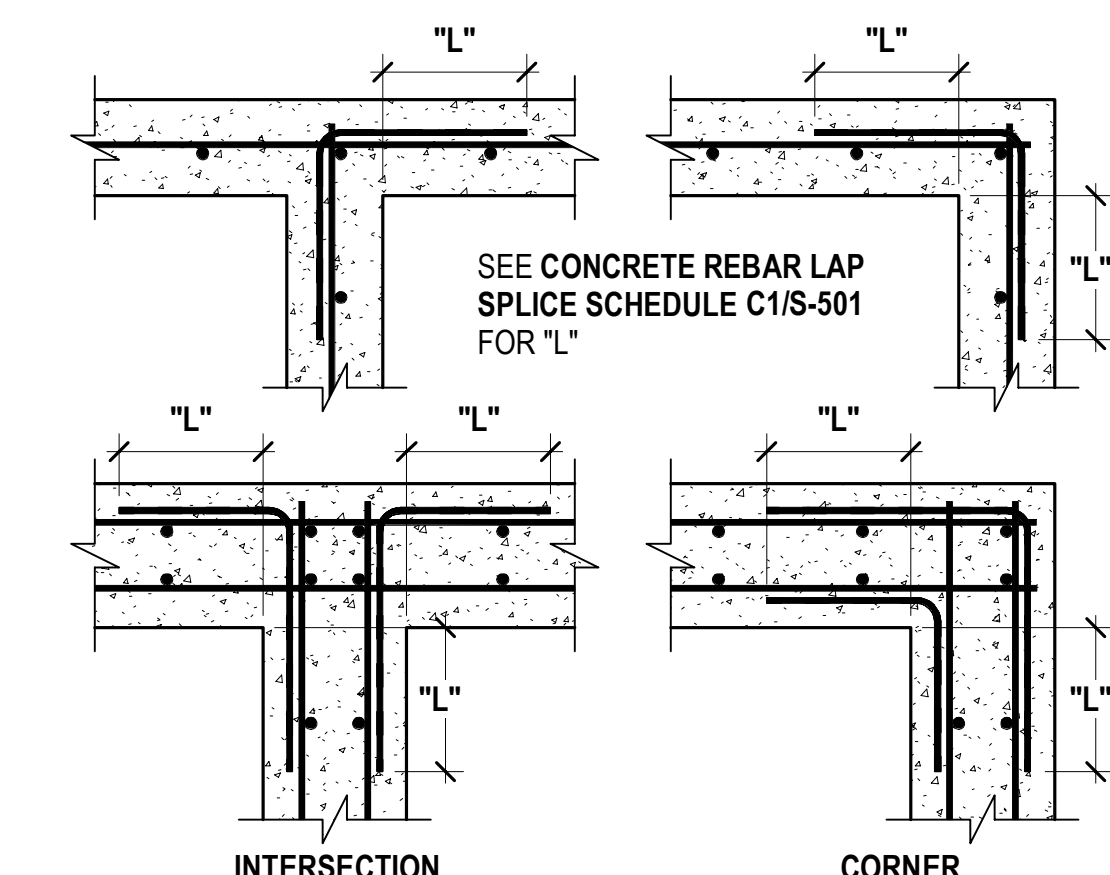 "L" "L"
SEE CONCRETE REBAR LAP
SPLICE SCHEDULE C1/S-501
FOR "L"
"L"
"L" "L" "L"
"L" "L"
INTERSECTION CORNER